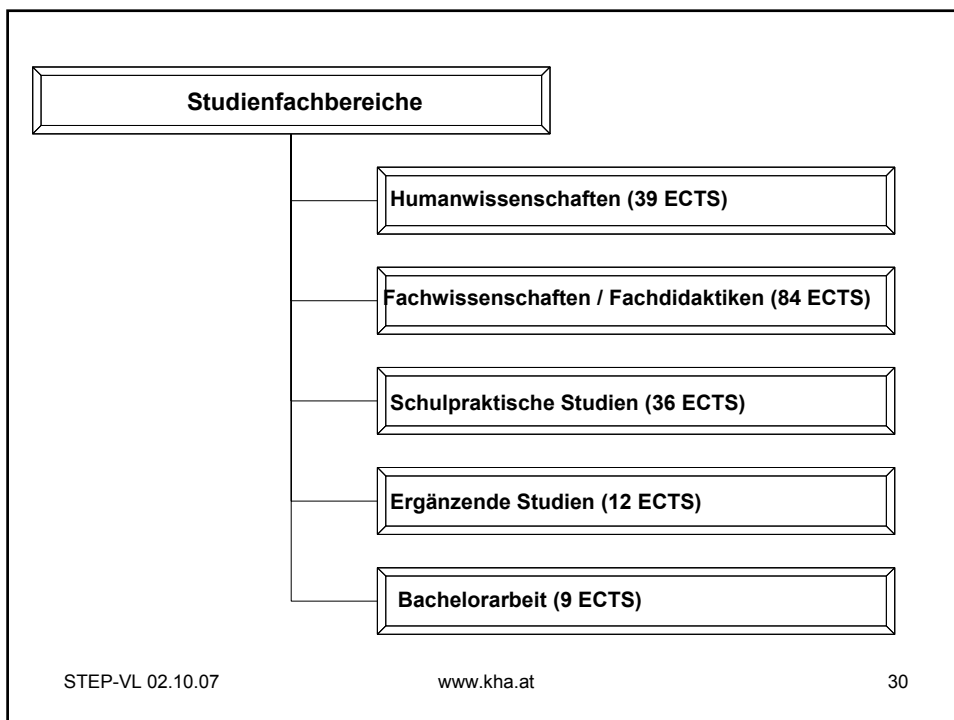 Studienfachbereiche
Humanwissenschaften (39 ECTS)
Fachwissenschaften / Fachdidaktiken (84 ECTS)
Schulpraktische Studien (36 ECTS)
Ergänzende Studien (12 ECTS)
Bachelorarbeit (9 ECTS)
STEP-VL 02.10.07 www.kha.at 30